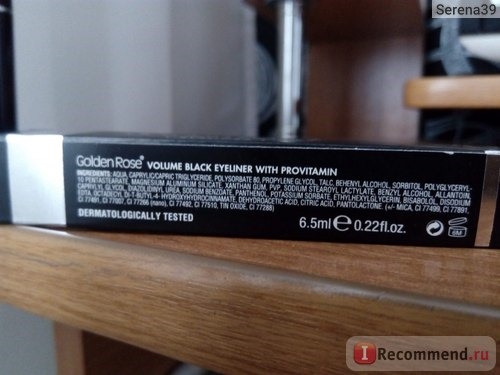 Serena39
Golden Rose® VOLUME BLACK EYELINER WITH PROVITAMIN
INGREDIENTS: AQUA, CAPRYLIC/CAPRIC TRIGLYCERIDE, POLYSORBATE 80, PROPYLENE GLYCOL, TALC, BEHENYL ALCOHOL, SORBITOL, POLYGLYCERYL-
10 PENTASTEARATE, MAGNESIUM ALUMINUM SILICATE, XANTHAN GUM, PVP, SODIUM STEAROYL LACTYLATE, BENZYL ALCOHOL, ALLANTOIN,
CAPRYLYL GLYCOL, DIAZOLIDINYL UREA, SODIUM BENZOATE, PANTHENOL, POTASSIUM SORBATE, ETHYLHEXYLGLYCERIN, BISABOLOL, DISODIUM
EDTA, OCTADECYL DI-T-BUTYL-4-HYDROXYHYDROCINNAMATE, DEHYDROACETIC ACID, CITRIC ACID, PANTOLACTONE. (+/- MICA, CI 77499, CI 77891,
CI 77491, CI 77007, CI 77266 (nano), CI 77492, CI 77510, TIN OXIDE, CI 77288)
DERMATOLOGICALLY TESTED
6.5ml e 0.22fl.oz.
6M
I Recommend.ru